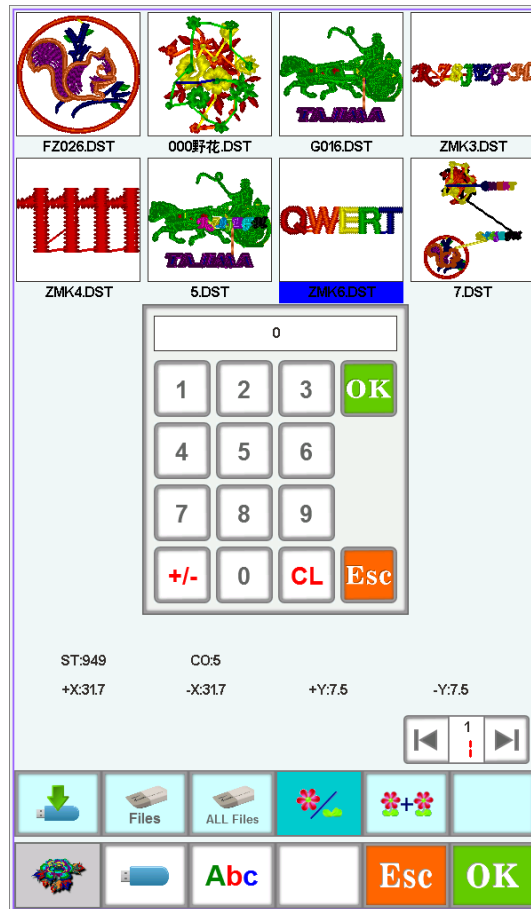 TAJIMA
RZSJEFH
FZ026.DST
000野花.DST
G016.DST
ZMK3.DST
TAJIMA
QWERT
ZMK4.DST
5.DST
ZMK6.DST
7.DST
0
1 2 3 OK
4 5 6
7 8 9
+/- 0 CL Esc
ST:949 CO:5
+X:31.7 -X:31.7 +Y:7.5 -Y:7.5
1
Files
ALL Files
Abc
Esc
OK